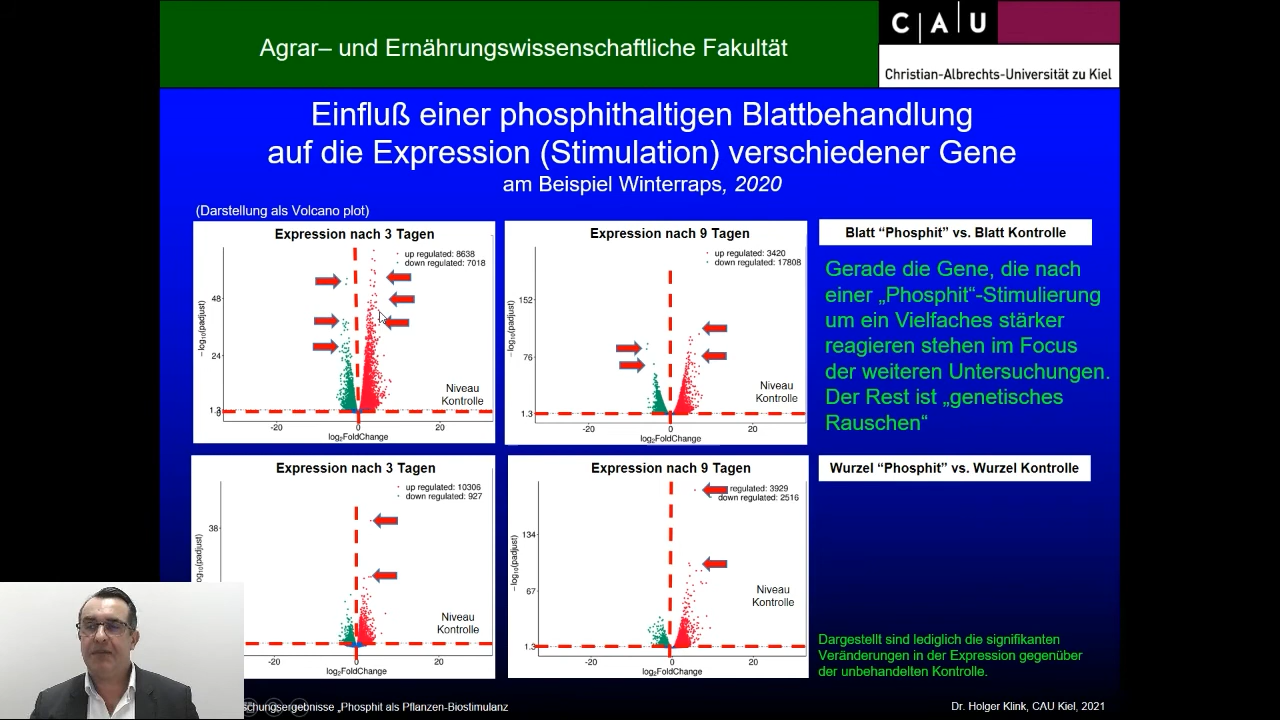 Agrar– und Ernährungswissenschaftliche Fakultät
C|A|U
Christian-Albrechts-Universität zu Kiel
Einfluß einer phosphithaltigen Blattbehandlung
auf die Expression (Stimulation) verschiedener Gene
am Beispiel Winterraps, 2020
(Darstellung als Volcano plot)
Expression nach 3 Tagen
up regulated: 8638
down regulated: 7018
48
24
1.3
-log10(padjust)
Niveau
Kontrolle
-20
0
20
log2FoldChange
Expression nach 9 Tagen
up regulated: 3420
down regulated: 17808
152
76
1.3
-log10(padjust)
Niveau
Kontrolle
-20
0
20
log2FoldChange
Blatt “Phosphit” vs. Blatt Kontrolle
Gerade die Gene, die nach
einer „Phosphit“-Stimulierung
um ein Vielfaches stärker
reagieren stehen im Focus
der weiteren Untersuchungen.
Der Rest ist „genetisches
Rauschen“
Expression nach 3 Tagen
up regulated: 10306
down regulated: 927
38
-log10(padjust)
Niveau
Kontrolle
-20
0
20
log2FoldChange
Expression nach 9 Tagen
regulated: 3929
down regulated: 2516
134
67
1.3
-log10(padjust)
Niveau
Kontrolle
-20
0
20
log2FoldChange
Wurzel “Phosphit” vs. Wurzel Kontrolle
Dargestellt sind lediglich die signifikanten
Veränderungen in der Expression gegenüber
der unbehandelten Kontrolle.
schungsergebnisse „Phosphit als Pflanzen-Biostimulanz
Dr. Holger Klink, CAU Kiel, 2021